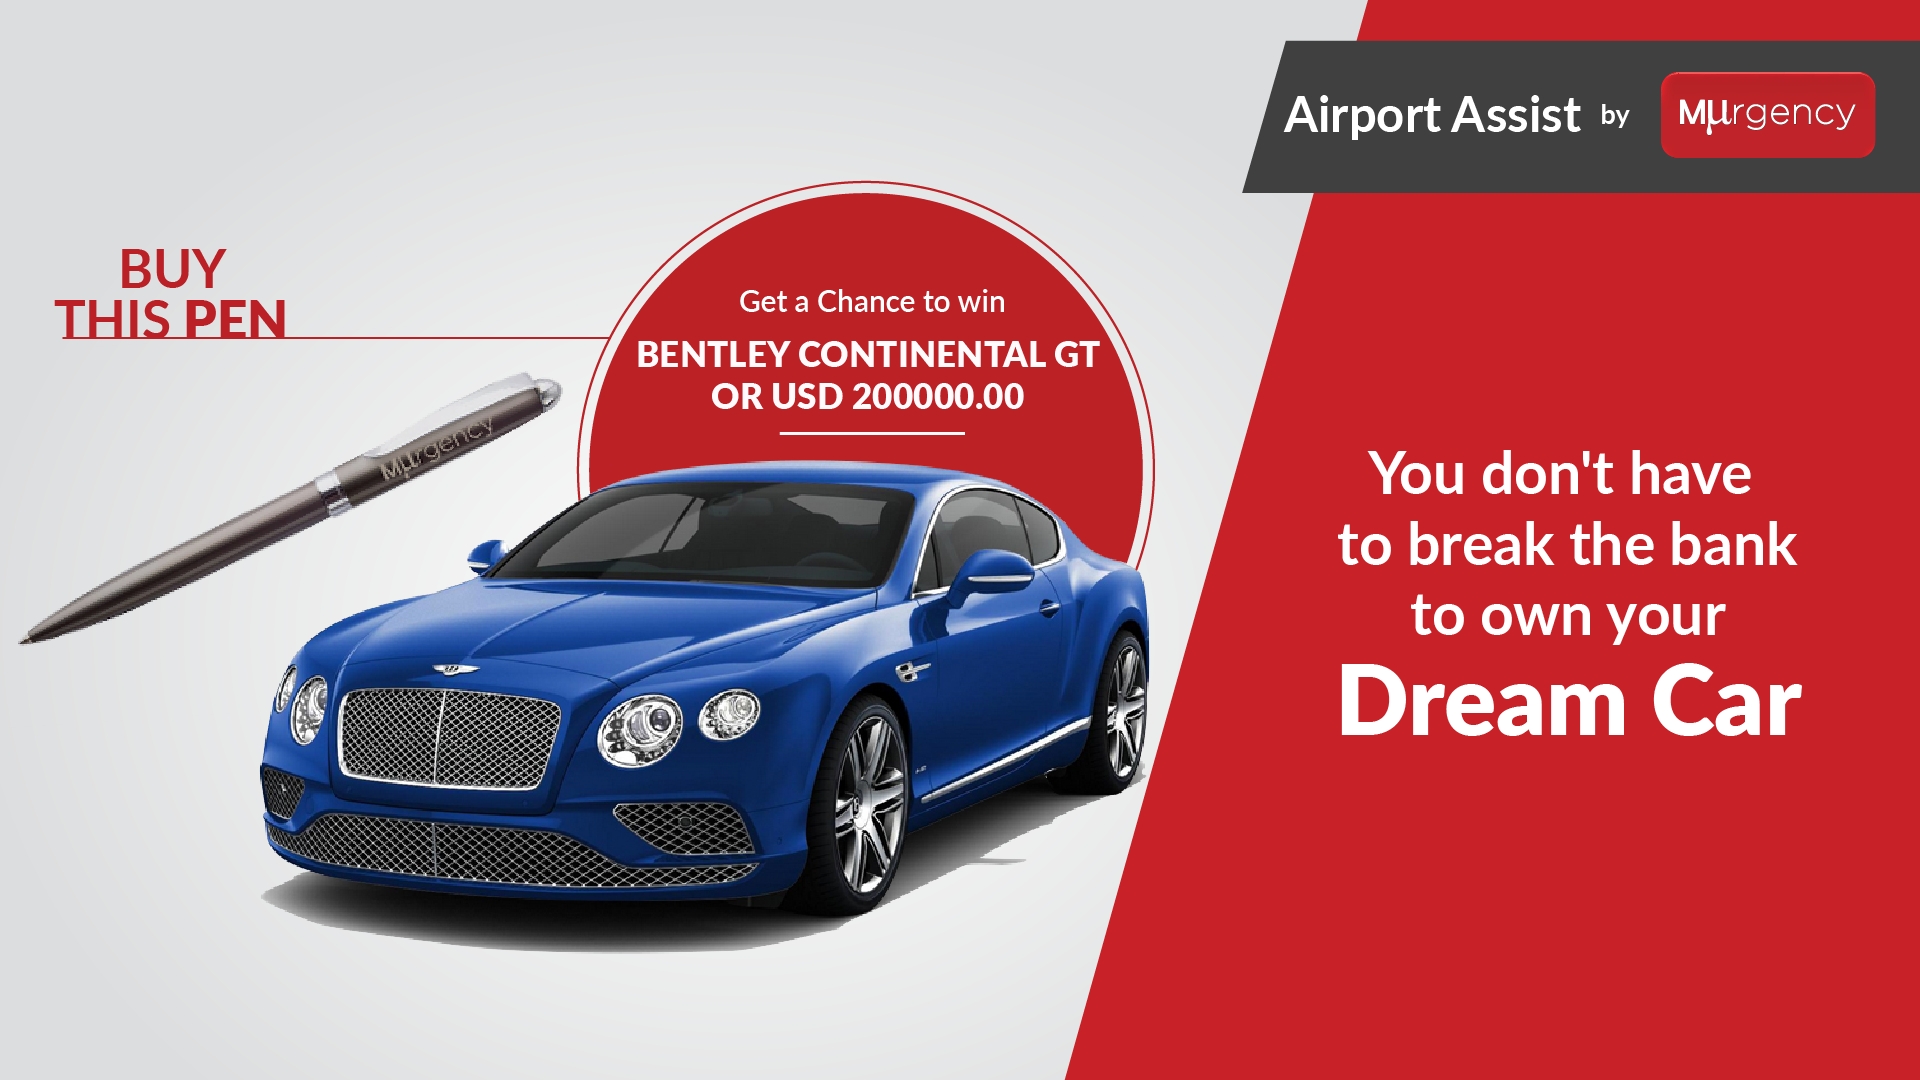 Airport Assist by Mμrgency
BUY
THIS PEN
Mμrgency
Get a Chance to win
BENTLEY CONTINENTAL GT
OR USD 200000.00
You don't have
to break the bank
to own your
Dream Car